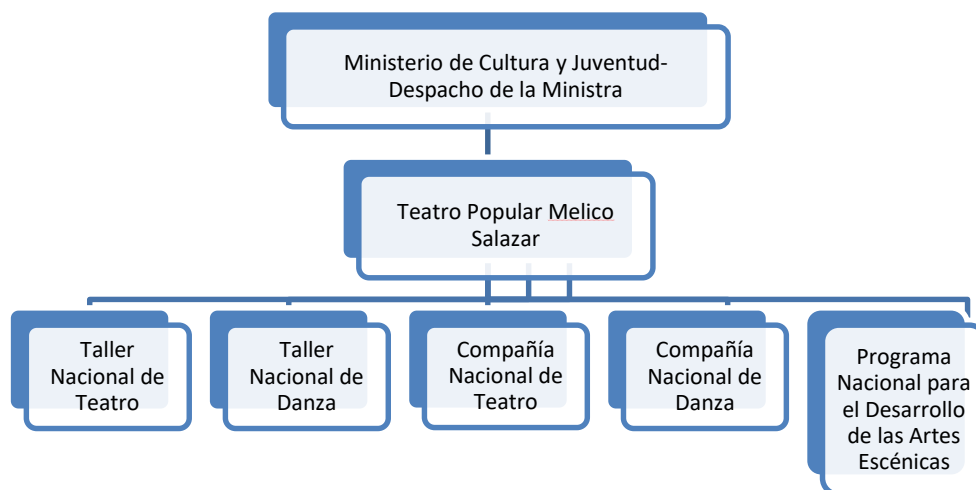 Ministerio de Cultura y Juventud-
Despacho de la Ministra
Teatro Popular Melico
Salazar
Taller
Nacional de
Teatro
Taller
Nacional de
Danza
Compañía
Nacional de
Teatro
Compañía
Nacional de
Danza
Programa
Nacional para
el Desarrollo
de las Artes
Escénicas